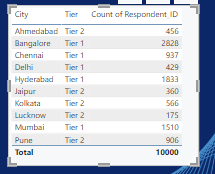 City Tier Count of Respondent ID
Ahmedabad Tier 2 456
Bangalore Tier 1 2828
Chennai Tier 1 937
Delhi Tier 1 429
Hyderabad Tier 1 1833
Jaipur Tier 2 360
Kolkata Tier 2 566
Lucknow Tier 2 175
Mumbai Tier 1 1510
Pune Tier 2 906
Total 10000